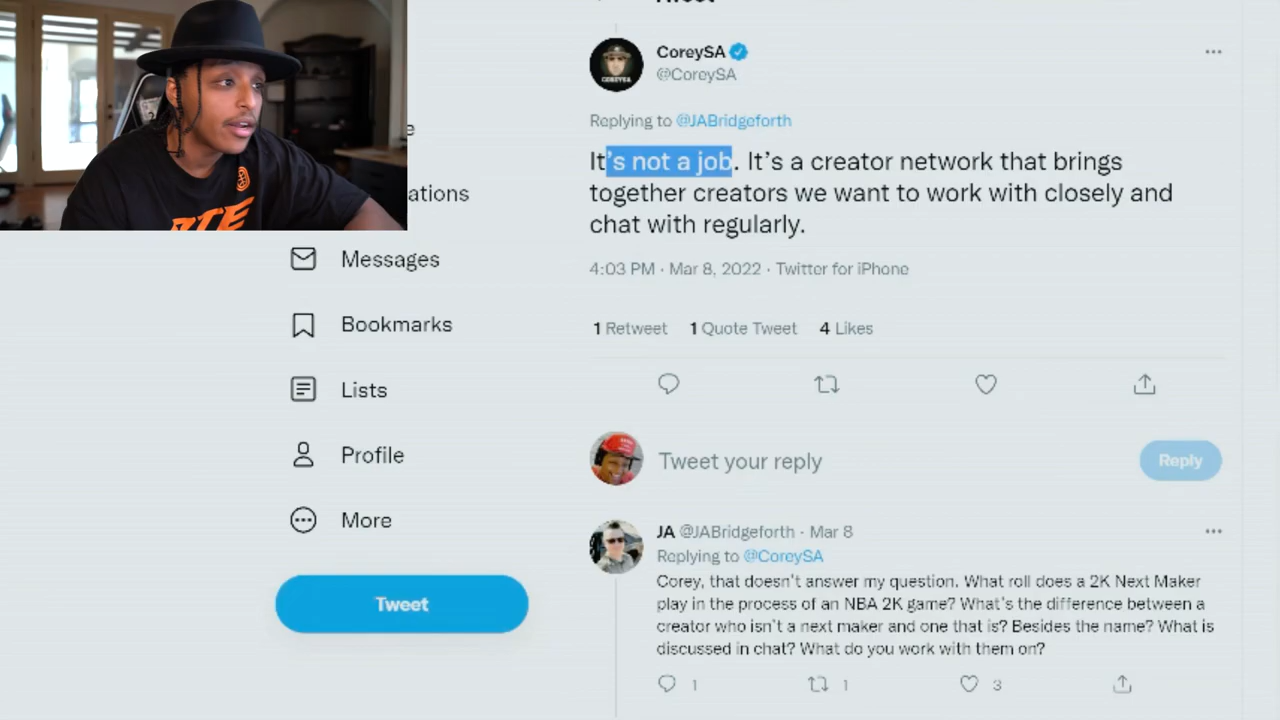 CoreySA
@CoreySA
Replying to @JABridgeforth
It's not a job. It's a creator network that brings
together creators we want to work with closely and
chat with regularly.
4:03 PM · Mar 8, 2022 · Twitter for iPhone
1 Retweet 1 Quote Tweet 4 Likes
Messages
Bookmarks
Lists
Profile
More
Tweet
Tweet your reply
Reply
JA @JABridgeforth · Mar 8
Replying to @CoreySA
Corey, that doesn't answer my question. What roll does a 2K Next Maker
play in the process of an NBA 2K game? What's the difference between a
creator who isn't a next maker and one that is? Besides the name? What is
discussed in chat? What do you work with them on?
1 1 3